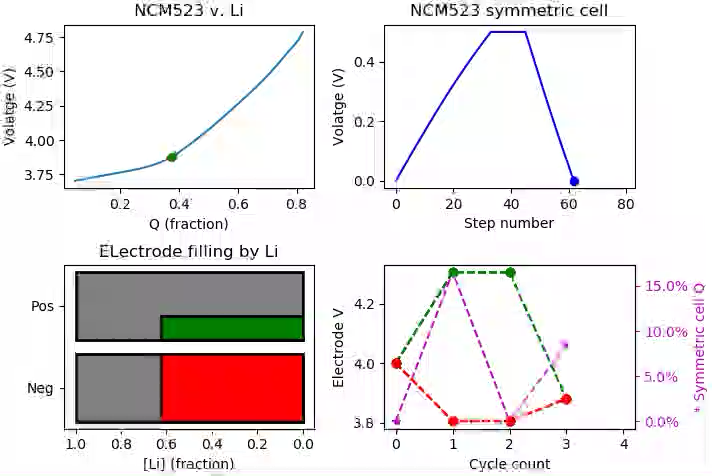 NCM523 v. Li
NCM523 symmetric cell
4.75
4.50
4.25
4.00
3.75
Volatge (V)
0.2
0.4
0.6
0.8
Q (fraction)
0.4
0.2
0.0
Volatge (V)
0
20
40
60
80
Step number
ELectrode filling by Li
Pos
Neg
1.0
0.8
0.6
0.4
0.2
0.0
[Li] (fraction)
4.2
4.0
3.8
Electrode V
0
1
2
3
4
Cycle count
15.0%
10.0%
5.0%
0.0%
* Symmetric cell Q